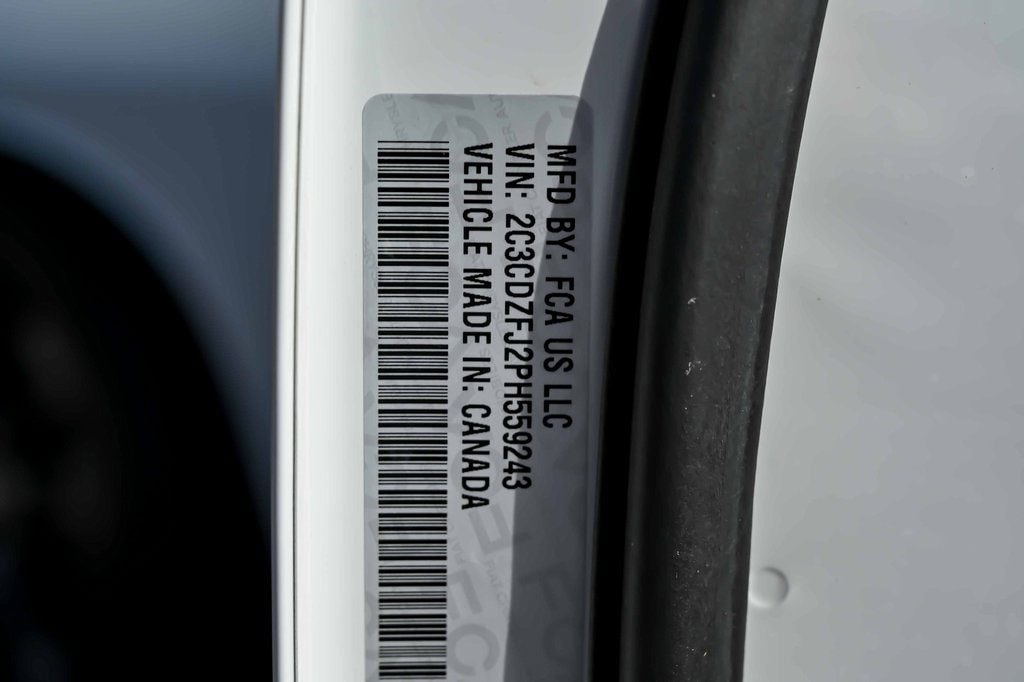 MFD BY: FCA US LLC
VIN: 2C3CDZFJ2PH559243
VEHICLE MADE IN: CANADA